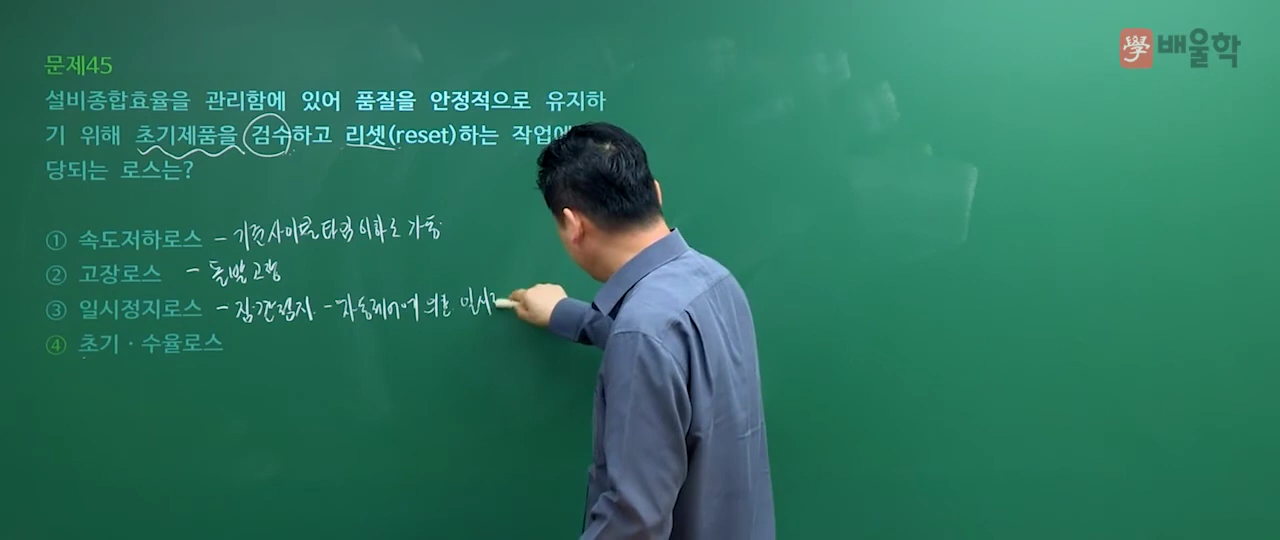 學 배울학
문제45
설비종합효율을 관리함에 있어 품질을 안정적으로 유지하
기 위해 초기제품을 검수하고 리셋(reset)하는 작업에
당되는 로스는?
① 속도저하로스 - 기준사이클타임 이하로 가동
② 고장로스 - 돌발고장
③ 일시정지로스 - 잠깐정지 - 자동제어에 의한 일시
④ 초기·수율로스